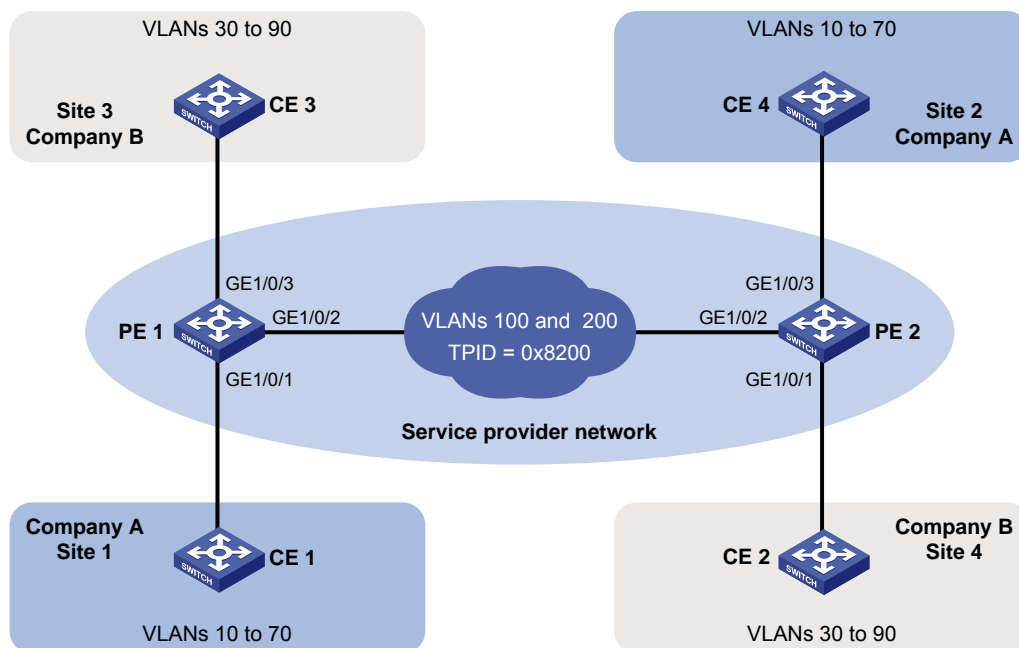 VLANs 30 to 90
Site 3
Company B
CE 3
SWITCH
VLANs 10 to 70
CE 4
SWITCH
Site 2
Company A
GE1/0/3
PE 1
SWITCH
GE1/0/2
GE1/0/1
VLANs 100 and 200
TPID = 0x8200
GE1/0/3
GE1/0/2
SWITCH
PE 2
GE1/0/1
Service provider network
Company A
Site 1
SWITCH
CE 1
VLANs 10 to 70
CE 2
SWITCH
Company B
Site 4
VLANs 30 to 90